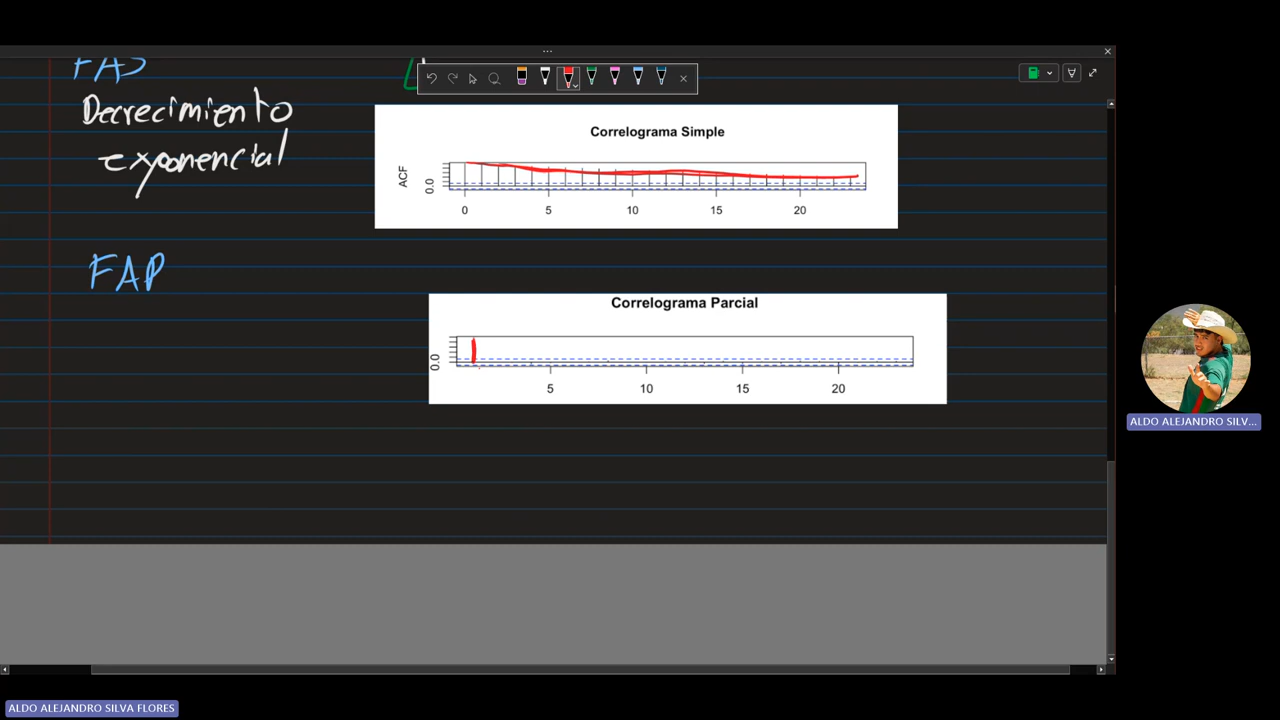 FAS
Decrecimiento
exponencial
Correlograma Simple
ACF
0.0
0 5 10 15 20
FAP
Correlograma Parcial
0.0
5 10 15 20
ALDO ALEJANDRO SILV...
ALDO ALEJANDRO SILVA FLORES